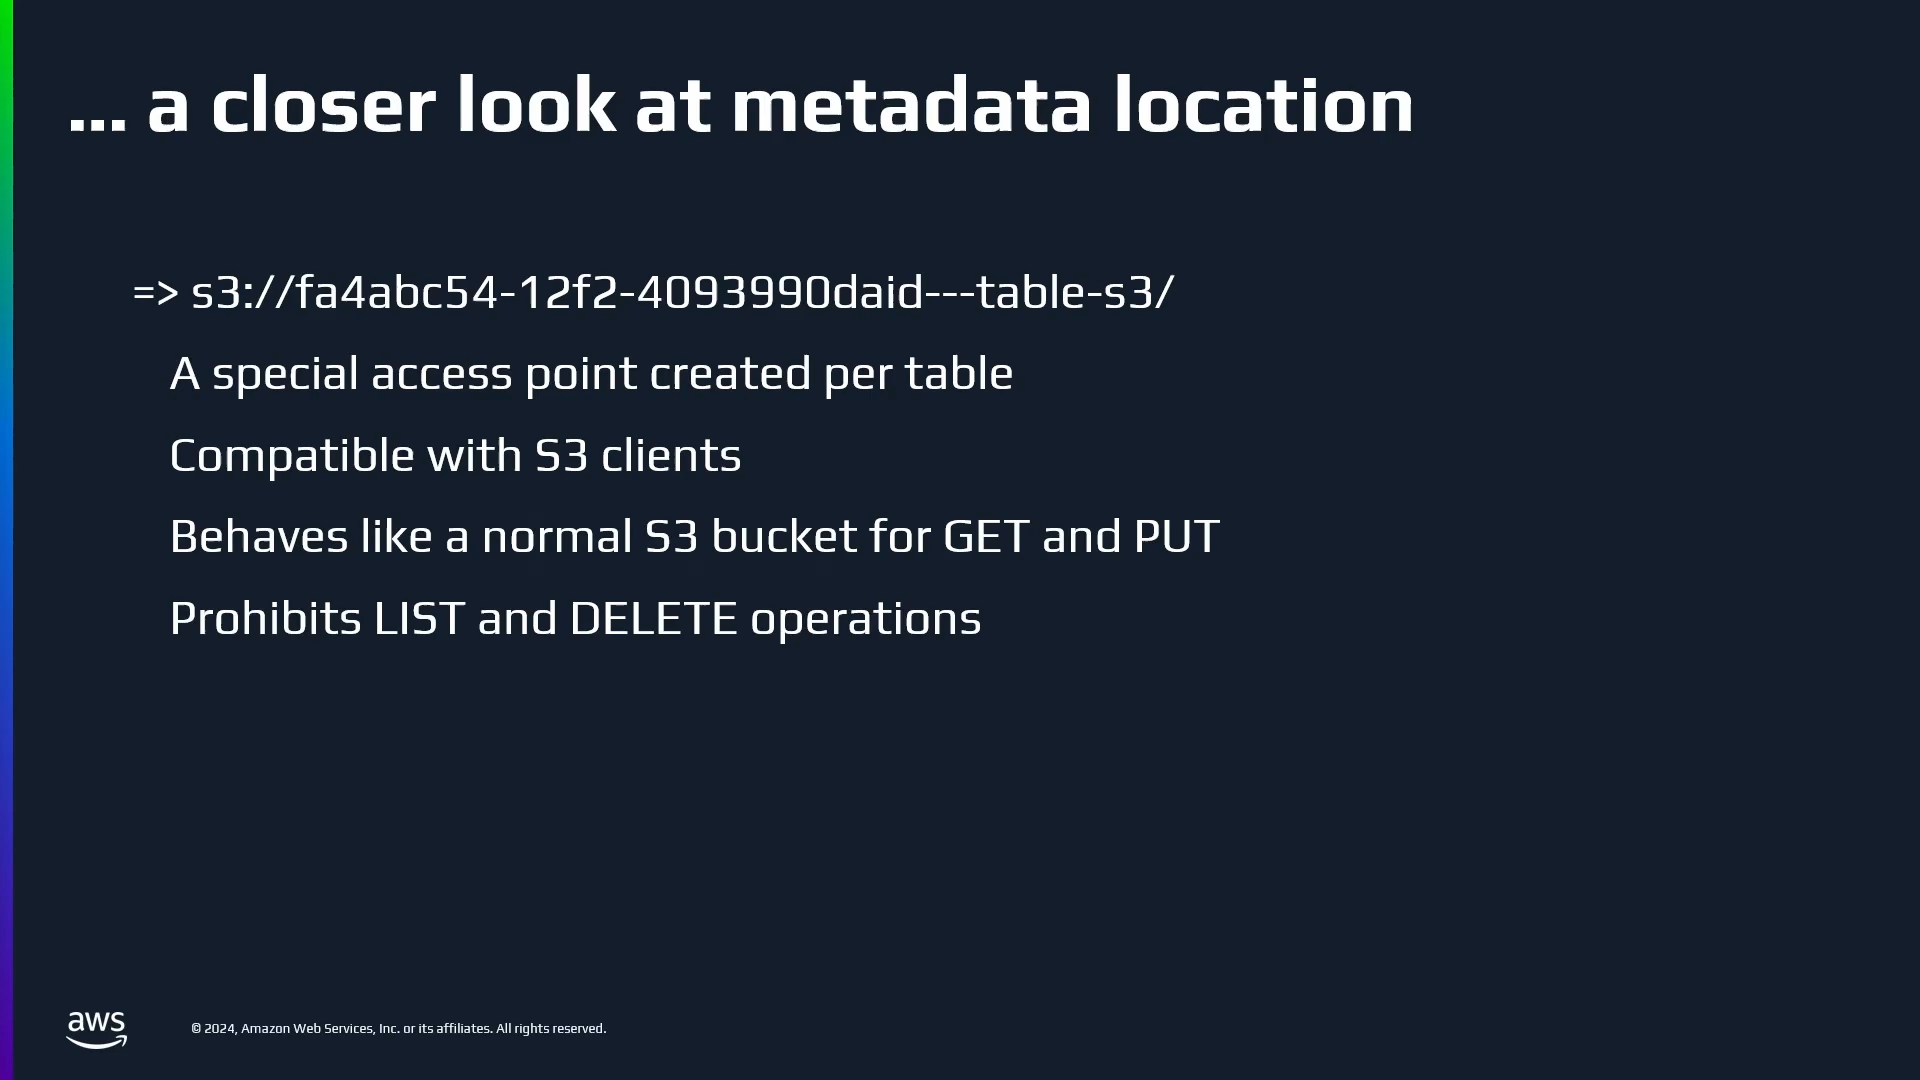 ... a closer look at metadata location
=> s3://fa4abc54-12f2-4093990daid---table-s3/
A special access point created per table
Compatible with S3 clients
Behaves like a normal S3 bucket for GET and PUT
Prohibits LIST and DELETE operations
aws
© 2024, Amazon Web Services, Inc. or its affiliates. All rights reserved.